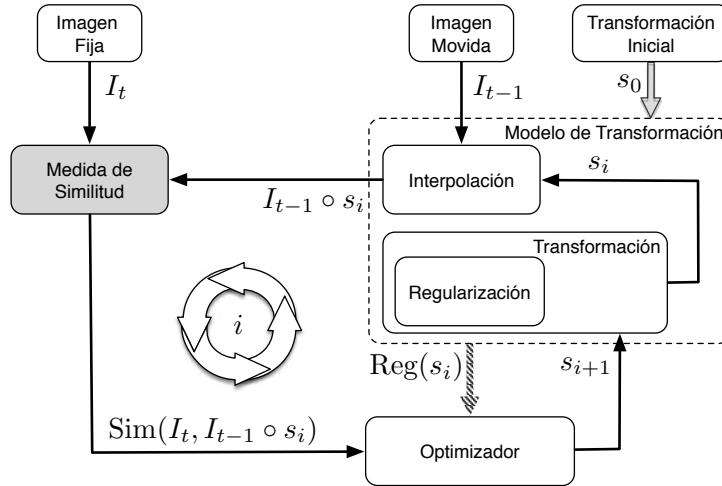 Imagen
Fija
Imagen
Movida
Transformación
Inicial
I_t
I_{t−1}
s_0
Modelo de Transformación
Medida de
Similitud
Interpolación
s_i
I_{t−1} ∘ s_i
Transformación
Regularización
i
Reg(s_i)
s_{i+1}
Sim(I_t, I_{t−1} ∘ s_i)
Optimizador